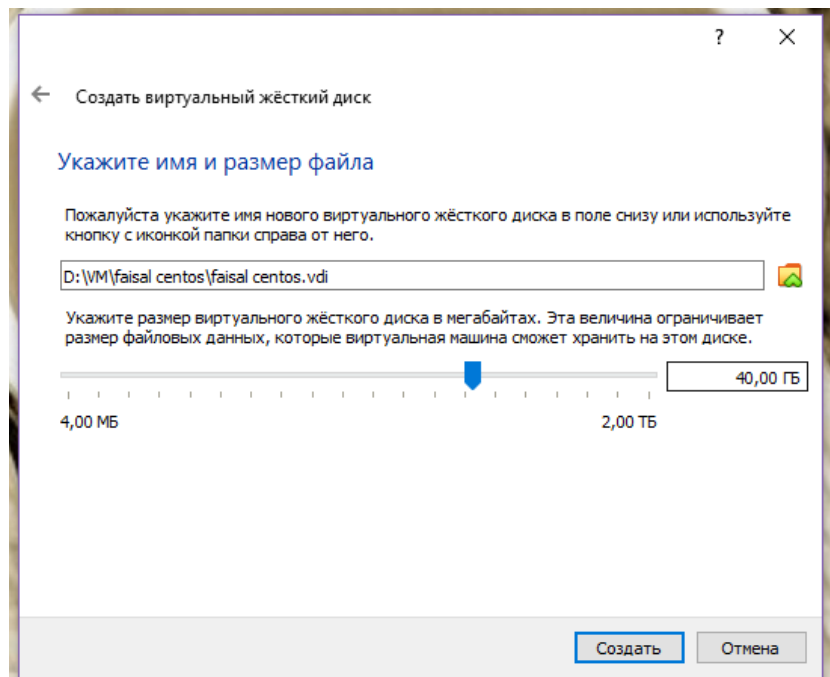 ?
Создать виртуальный жёсткий диск
Укажите имя и размер файла
Пожалуйста укажите имя нового виртуального жёсткого диска в поле снизу или используйте
кнопку с иконкой папки справа от него.
D:\VM\faisal centos\faisal centos.vdi
Укажите размер виртуального жёсткого диска в мегабайтах. Эта величина ограничивает
размер файловых данных, которые виртуальная машина сможет хранить на этом диске.
40,00 ГБ
4,00 МБ 2,00 ТБ
Создать Отмена